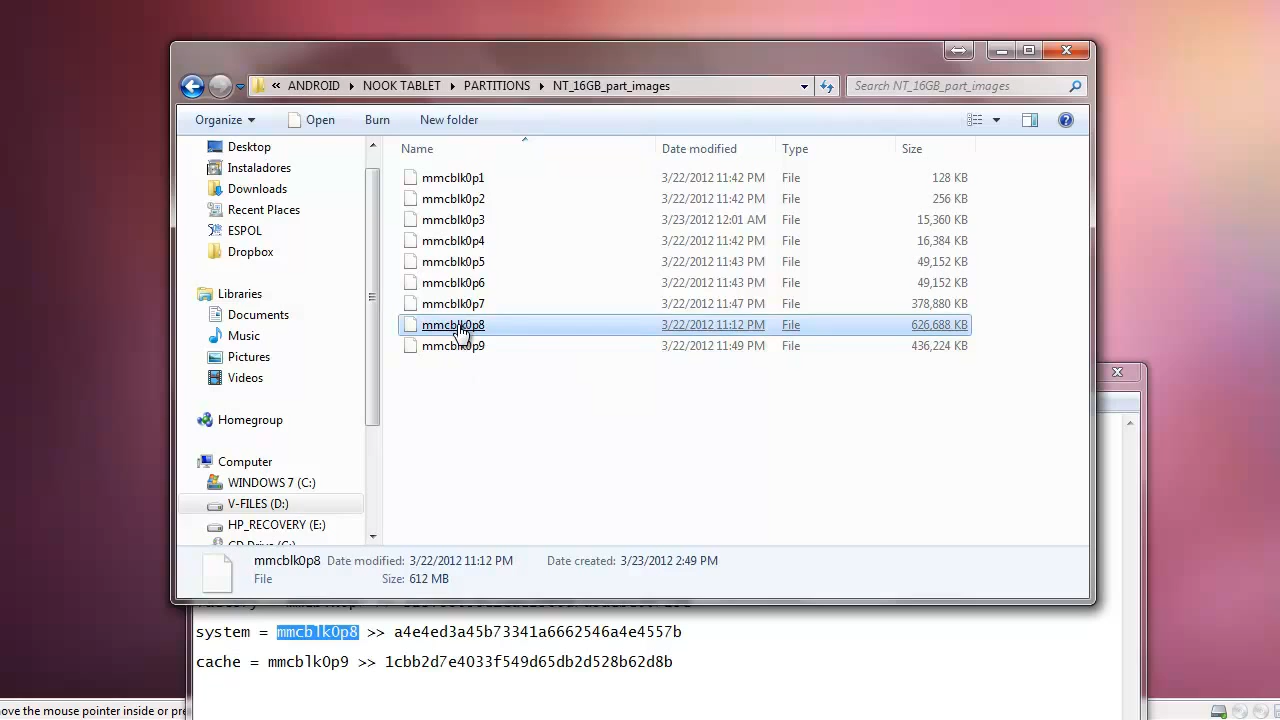 « ANDROID ▸ NOOK TABLET ▸ PARTITIONS ▸ NT_16GB_part_images
Search NT_16GB_part_images
Organize Open Burn New folder
Desktop
Instaladores
Downloads
Recent Places
ESPOL
Dropbox
Libraries
Documents
Music
Pictures
Videos
Homegroup
Computer
WINDOWS 7 (C:)
V-FILES (D:)
HP_RECOVERY (E:)
Name Date modified Type Size
mmcblk0p1 3/22/2012 11:42 PM File 128 KB
mmcblk0p2 3/22/2012 11:42 PM File 256 KB
mmcblk0p3 3/23/2012 12:01 AM File 15,360 KB
mmcblk0p4 3/22/2012 11:42 PM File 16,384 KB
mmcblk0p5 3/22/2012 11:43 PM File 49,152 KB
mmcblk0p6 3/22/2012 11:43 PM File 49,152 KB
mmcblk0p7 3/22/2012 11:47 PM File 378,880 KB
mmcblk0p8 3/22/2012 11:12 PM File 626,688 KB
mmcblk0p9 3/22/2012 11:49 PM File 436,224 KB
mmcblk0p8 Date modified: 3/22/2012 11:12 PM Date created: 3/23/2012 2:49 PM
File Size: 612 MB
system = mmcblk0p8 >> a4e4ed3a45b73341a6662546a4e4557b
cache = mmcblk0p9 >> 1cbb2d7e4033f549d65db2d528b62d8b
ove the mouse pointer inside or pre